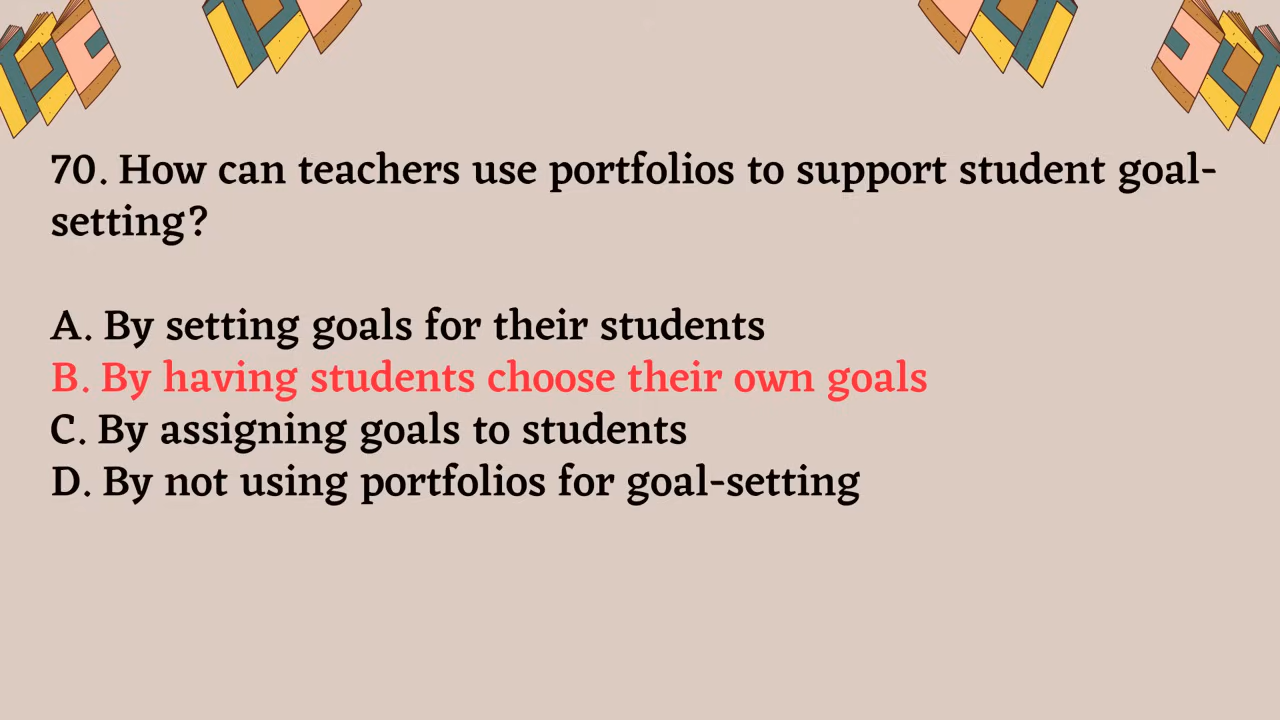 70. How can teachers use portfolios to support student goal-
setting?
A. By setting goals for their students
B. By having students choose their own goals
C. By assigning goals to students
D. By not using portfolios for goal-setting